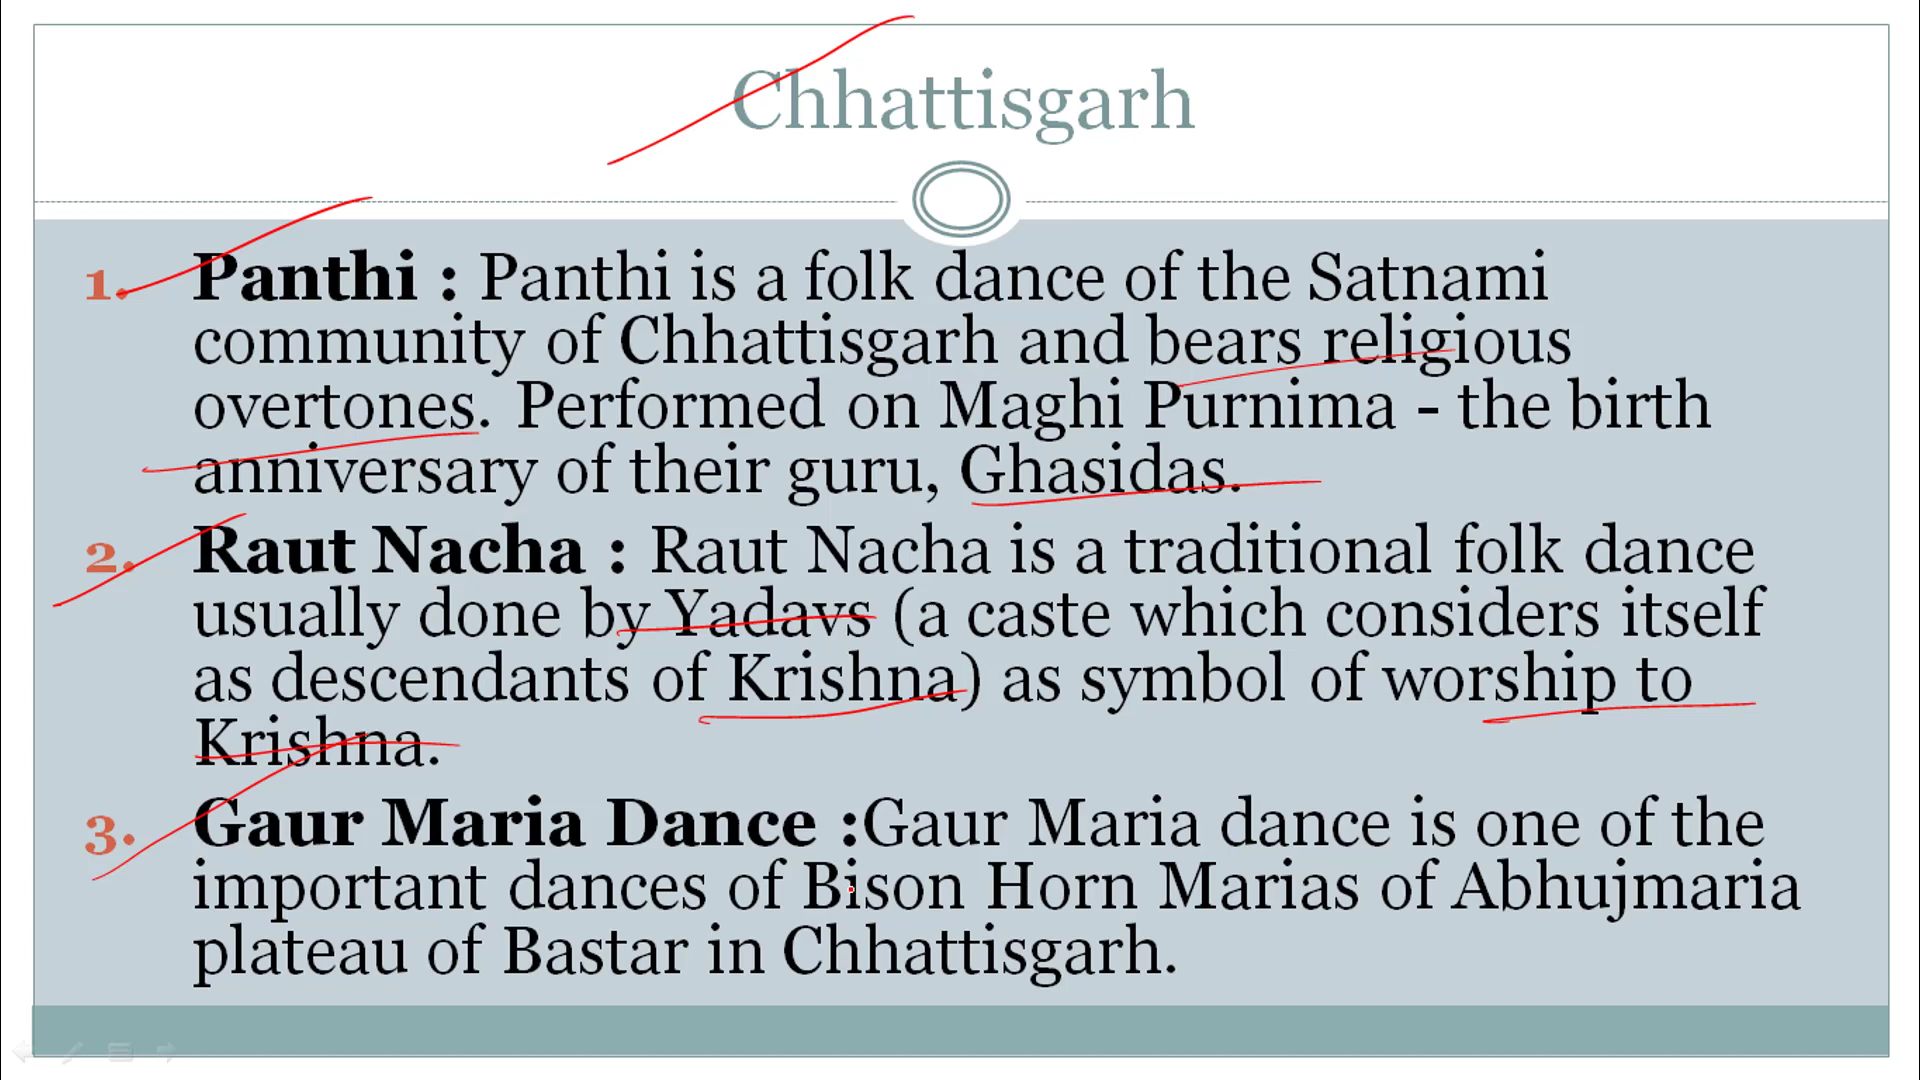 Chhattisgarh
1. Panthi : Panthi is a folk dance of the Satnami
community of Chhattisgarh and bears religious
overtones. Performed on Maghi Purnima - the birth
anniversary of their guru, Ghasidas.
2. Raut Nacha : Raut Nacha is a traditional folk dance
usually done by Yadavs (a caste which considers itself
as descendants of Krishna) as symbol of worship to
Krishna.
3. Gaur Maria Dance :Gaur Maria dance is one of the
important dances of Bison Horn Marias of Abhujmaria
plateau of Bastar in Chhattisgarh.